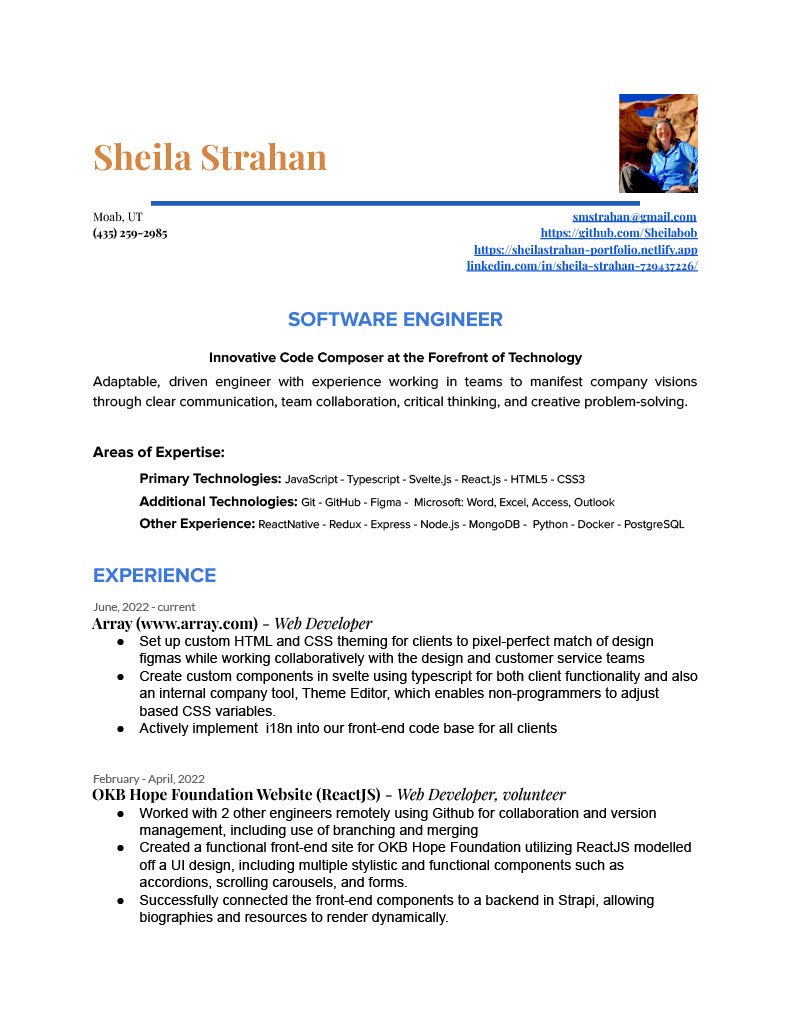 Sheila Strahan
Moab, UT
(435) 259-2985
smstrahan@gmail.com
https://github.com/Sheilabob
https://sheilastrahan-portfolio.netlify.app
linkedin.com/in/sheila-strahan-729437226/
SOFTWARE ENGINEER
Innovative Code Composer at the Forefront of Technology
Adaptable, driven engineer with experience working in teams to manifest company visions
through clear communication, team collaboration, critical thinking, and creative problem-solving.
Areas of Expertise:
Primary Technologies: JavaScript - Typescript - Svelte.js - React.js - HTML5 - CSS3
Additional Technologies: Git - GitHub - Figma - Microsoft: Word, Excel, Access, Outlook
Other Experience: ReactNative - Redux - Express - Node.js - MongoDB - Python - Docker - PostgreSQL
EXPERIENCE
June, 2022 - current
Array (www.array.com) - Web Developer
● Set up custom HTML and CSS theming for clients to pixel-perfect match of design
figmas while working collaboratively with the design and customer service teams
● Create custom components in svelte using typescript for both client functionality and also
an internal company tool, Theme Editor, which enables non-programmers to adjust
based CSS variables.
● Actively implement i18n into our front-end code base for all clients
February - April, 2022
OKB Hope Foundation Website (ReactJS) - Web Developer, volunteer
● Worked with 2 other engineers remotely using Github for collaboration and version
management, including use of branching and merging
● Created a functional front-end site for OKB Hope Foundation utilizing ReactJS modelled
off a UI design, including multiple stylistic and functional components such as
accordions, scrolling carousels, and forms.
● Successfully connected the front-end components to a backend in Strapi, allowing
biographies and resources to render dynamically.